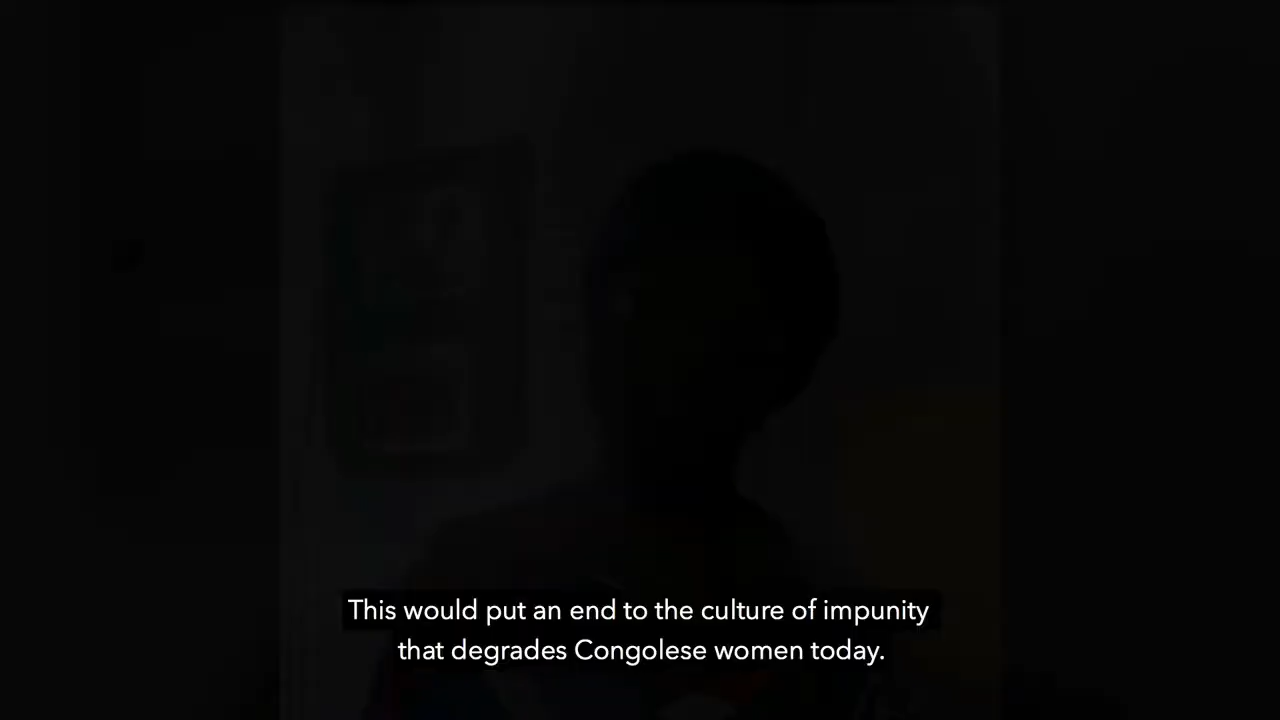 This would put an end to the culture of impunity
that degrades Congolese women today.